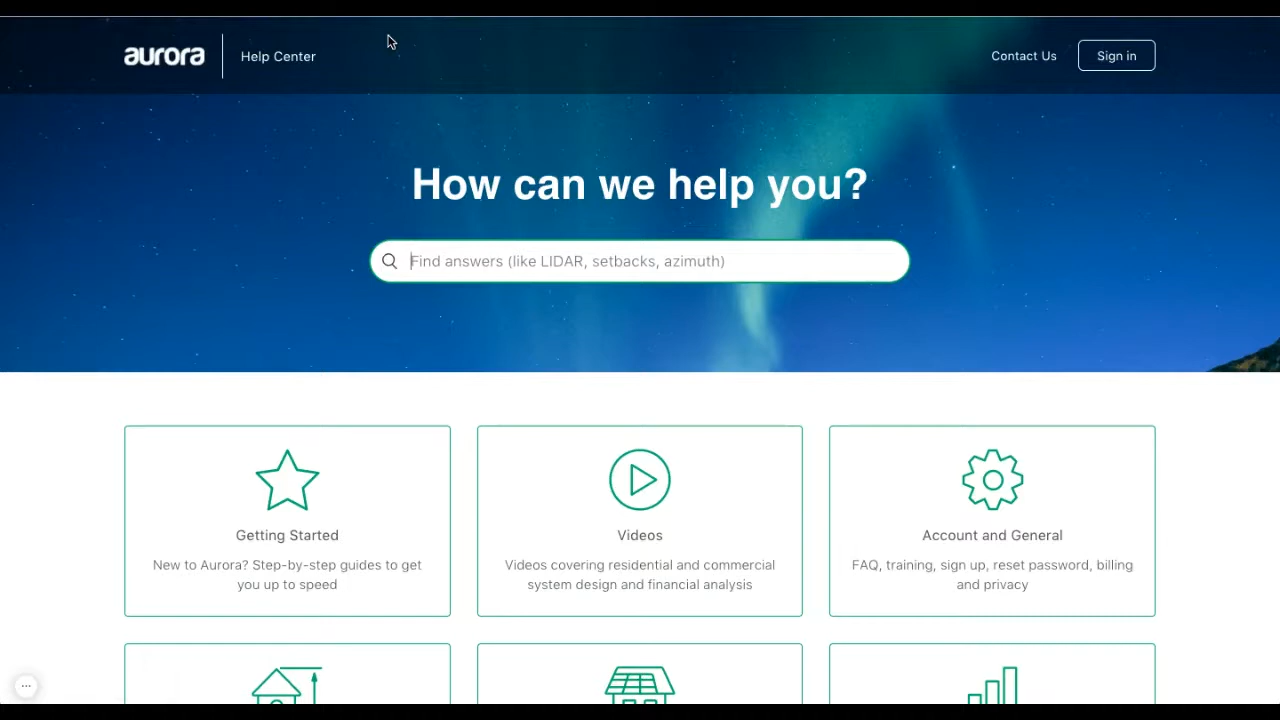 aurora
Help Center
Contact Us
Sign in
How can we help you?
Find answers (like LIDAR, setbacks, azimuth)
Getting Started
New to Aurora? Step-by-step guides to get
you up to speed
Videos
Videos covering residential and commercial
system design and financial analysis
Account and General
FAQ, training, sign up, reset password, billing
and privacy